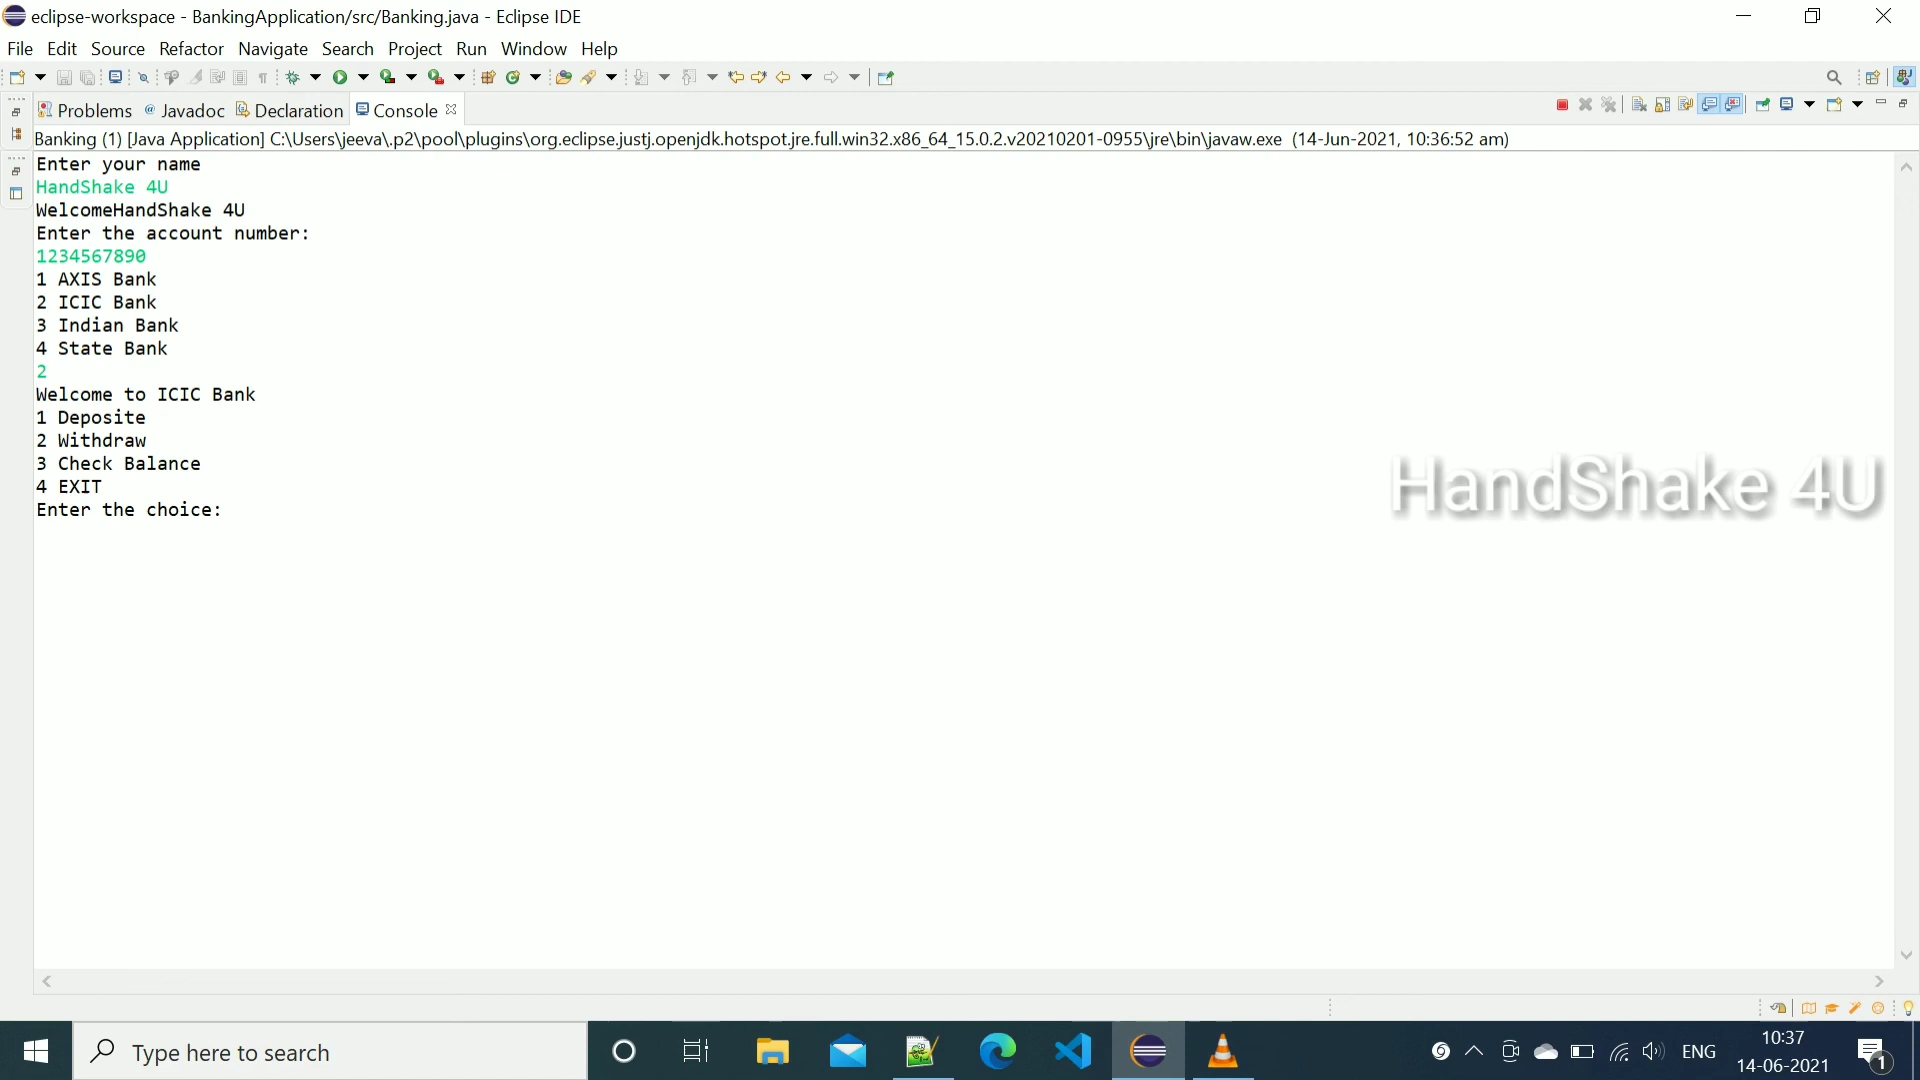 eclipse-workspace - BankingApplication/src/Banking.java - Eclipse IDE
File Edit Source Refactor Navigate Search Project Run Window Help
Problems Javadoc Declaration Console
Banking (1) [Java Application] C:\Users\jeeva\.p2\pool\plugins\org.eclipse.justj.openjdk.hotspot.jre.full.win32.x86_64_15.0.2.v20210201-0955\jre\bin\javaw.exe (14-Jun-2021, 10:36:52 am)
Enter your name
HandShake 4U
WelcomeHandShake 4U
Enter the account number:
1234567890
1 AXIS Bank
2 ICIC Bank
3 Indian Bank
4 State Bank
2
Welcome to ICIC Bank
1 Deposite
2 Withdraw
3 Check Balance
4 EXIT
Enter the choice:
HandShake 4U
Type here to search
ENG
10:37
14-06-2021
1